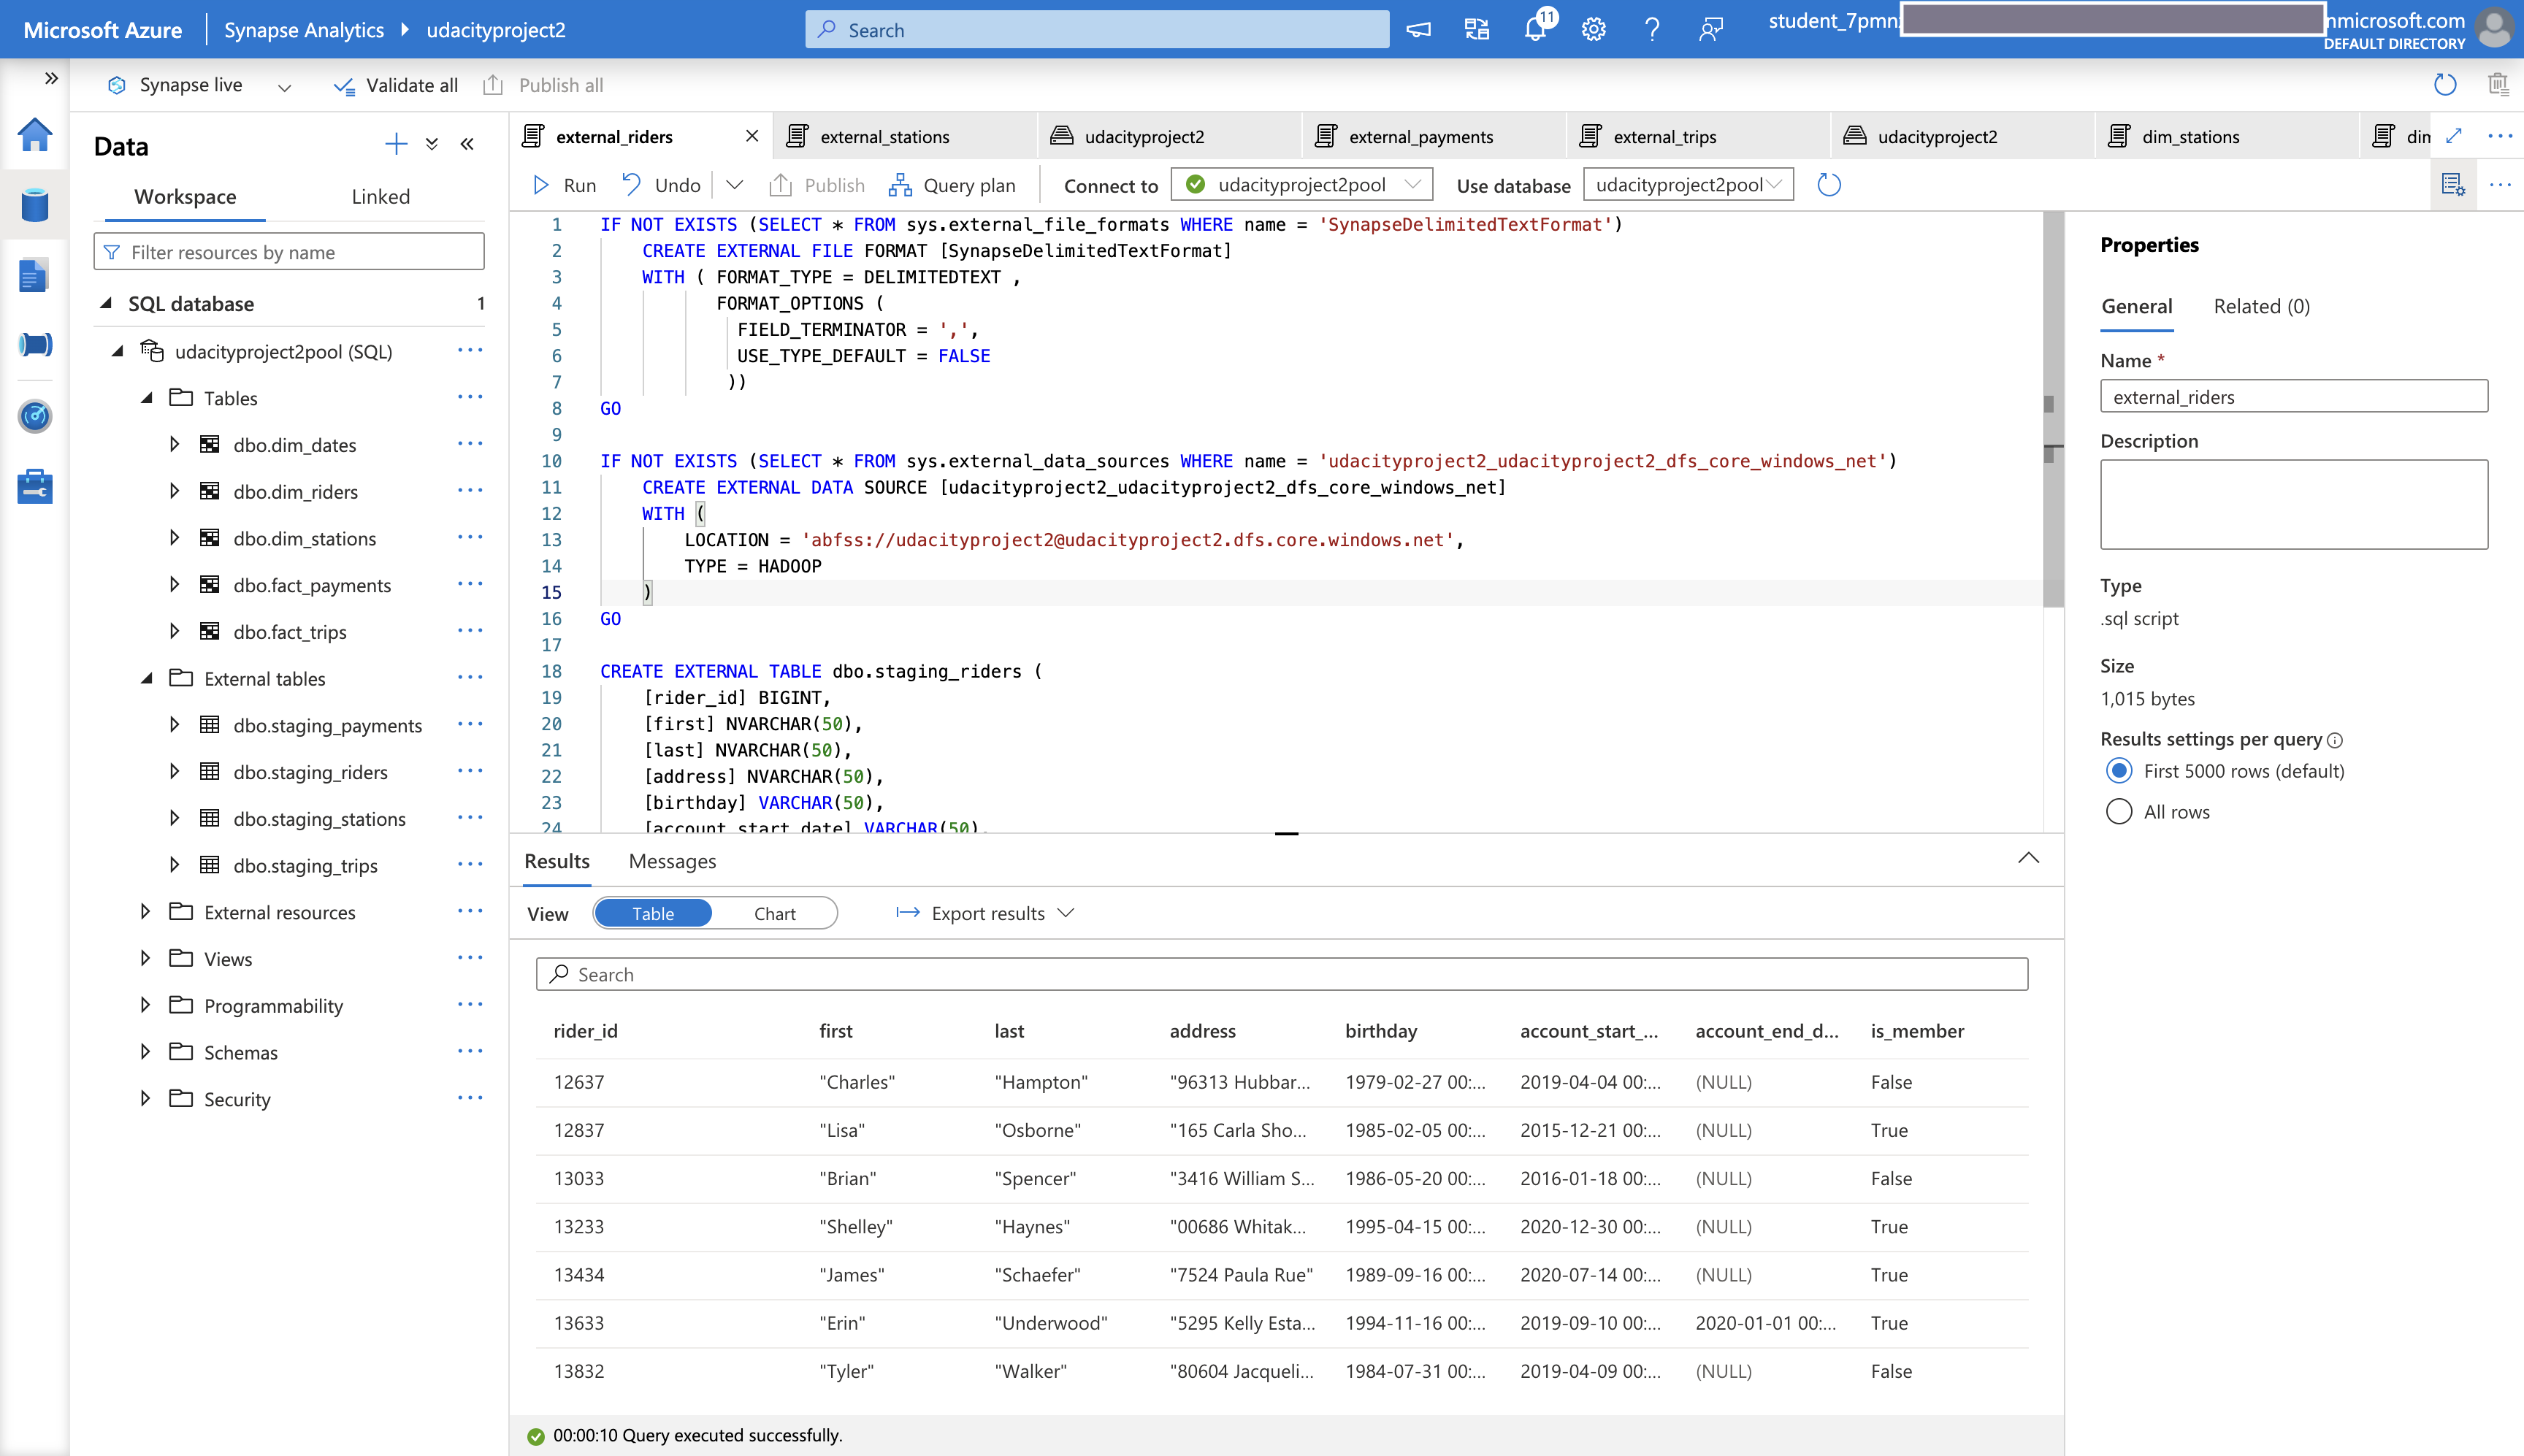 Microsoft Azure
Synapse Analytics
udacityproject2
Search
11
student_7pmn
nmicrosoft.com
DEFAULT DIRECTORY
Synapse live
Validate all
Publish all
Data
Workspace
Linked
Filter resources by name
SQL database
1
udacityproject2pool (SQL)
Tables
dbo.dim_dates
dbo.dim_riders
dbo.dim_stations
dbo.fact_payments
dbo.fact_trips
External tables
dbo.staging_payments
dbo.staging_riders
dbo.staging_stations
dbo.staging_trips
External resources
Views
Programmability
Schemas
Security
external_riders
external_stations
udacityproject2
external_payments
external_trips
udacityproject2
dim_stations
dim
Run
Undo
Publish
Query plan
Connect to
udacityproject2pool
Use database
udacityproject2pool
1 IF NOT EXISTS (SELECT * FROM sys.external_file_formats WHERE name = 'SynapseDelimitedTextFormat')
2 CREATE EXTERNAL FILE FORMAT [SynapseDelimitedTextFormat]
3 WITH ( FORMAT_TYPE = DELIMITEDTEXT ,
4 FORMAT_OPTIONS (
5 FIELD_TERMINATOR = ',',
6 USE_TYPE_DEFAULT = FALSE
7 ))
8 GO
9
10 IF NOT EXISTS (SELECT * FROM sys.external_data_sources WHERE name = 'udacityproject2_udacityproject2_dfs_core_windows_net')
11 CREATE EXTERNAL DATA SOURCE [udacityproject2_udacityproject2_dfs_core_windows_net]
12 WITH (
13 LOCATION = 'abfss://udacityproject2@udacityproject2.dfs.core.windows.net',
14 TYPE = HADOOP
15 )
16 GO
17
18 CREATE EXTERNAL TABLE dbo.staging_riders (
19 [rider_id] BIGINT,
20 [first] NVARCHAR(50),
21 [last] NVARCHAR(50),
22 [address] NVARCHAR(50),
23 [birthday] VARCHAR(50),
24 [account_start_date] VARCHAR(50),
Results
Messages
View
Table
Chart
Export results
Search
rider_id first last address birthday account_start_... account_end_d... is_member
12637 "Charles" "Hampton" "96313 Hubbar... 1979-02-27 00:... 2019-04-04 00:... (NULL) False
12837 "Lisa" "Osborne" "165 Carla Sho... 1985-02-05 00:... 2015-12-21 00:... (NULL) True
13033 "Brian" "Spencer" "3416 William S... 1986-05-20 00:... 2016-01-18 00:... (NULL) False
13233 "Shelley" "Haynes" "00686 Whitak... 1995-04-15 00:... 2020-12-30 00:... (NULL) True
13434 "James" "Schaefer" "7524 Paula Rue" 1989-09-16 00:... 2020-07-14 00:... (NULL) True
13633 "Erin" "Underwood" "5295 Kelly Esta... 1994-11-16 00:... 2019-09-10 00:... 2020-01-01 00:... True
13832 "Tyler" "Walker" "80604 Jacqueli... 1984-07-31 00:... 2019-04-09 00:... (NULL) False
00:00:10 Query executed successfully.
Properties
General
Related (0)
Name *
external_riders
Description
Type
.sql script
Size
1,015 bytes
Results settings per query
First 5000 rows (default)
All rows